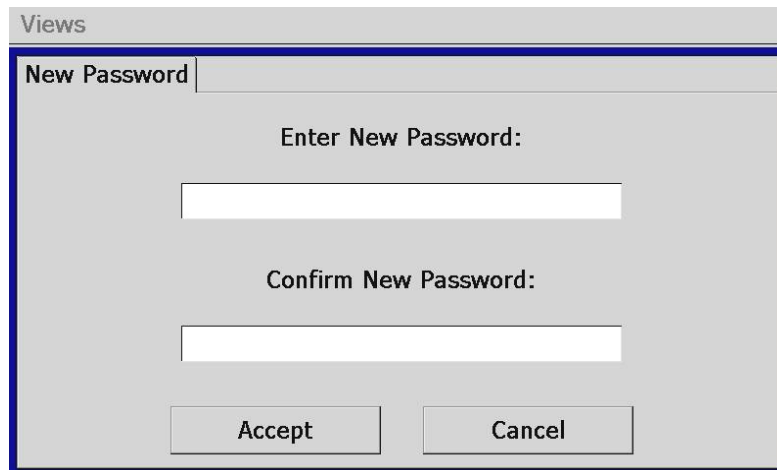 Views
New Password
Enter New Password:
Confirm New Password:
Accept Cancel